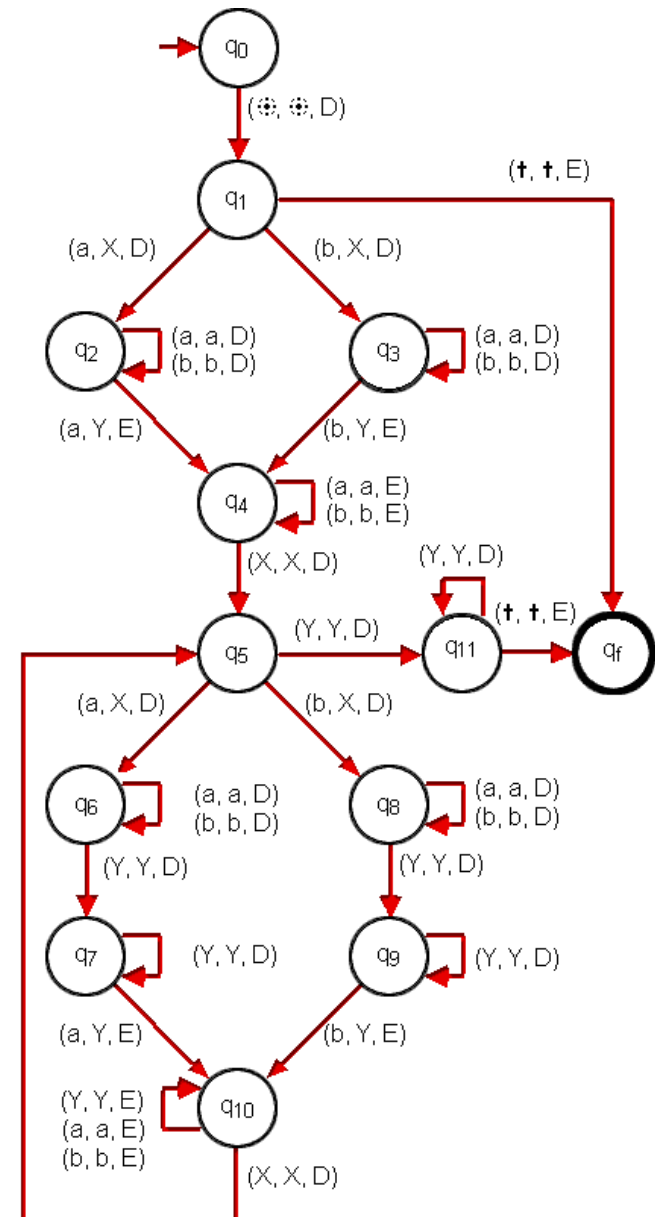 q0
(⊛, ⊛, D)
(✝, ✝, E)
q1
(a, X, D)
(b, X, D)
q2
(a, a, D)
(b, b, D)
q3
(a, a, D)
(b, b, D)
(a, Y, E)
(b, Y, E)
q4
(a, a, E)
(b, b, E)
(X, X, D)
(Y, Y, D)
q5
(Y, Y, D)
q11
(✝, ✝, E)
qf
(a, X, D)
(b, X, D)
q6
(a, a, D)
(b, b, D)
q8
(a, a, D)
(b, b, D)
(Y, Y, D)
(Y, Y, D)
q7
(Y, Y, D)
q9
(Y, Y, D)
(a, Y, E)
(b, Y, E)
(Y, Y, E)
(a, a, E)
(b, b, E)
q10
(X, X, D)